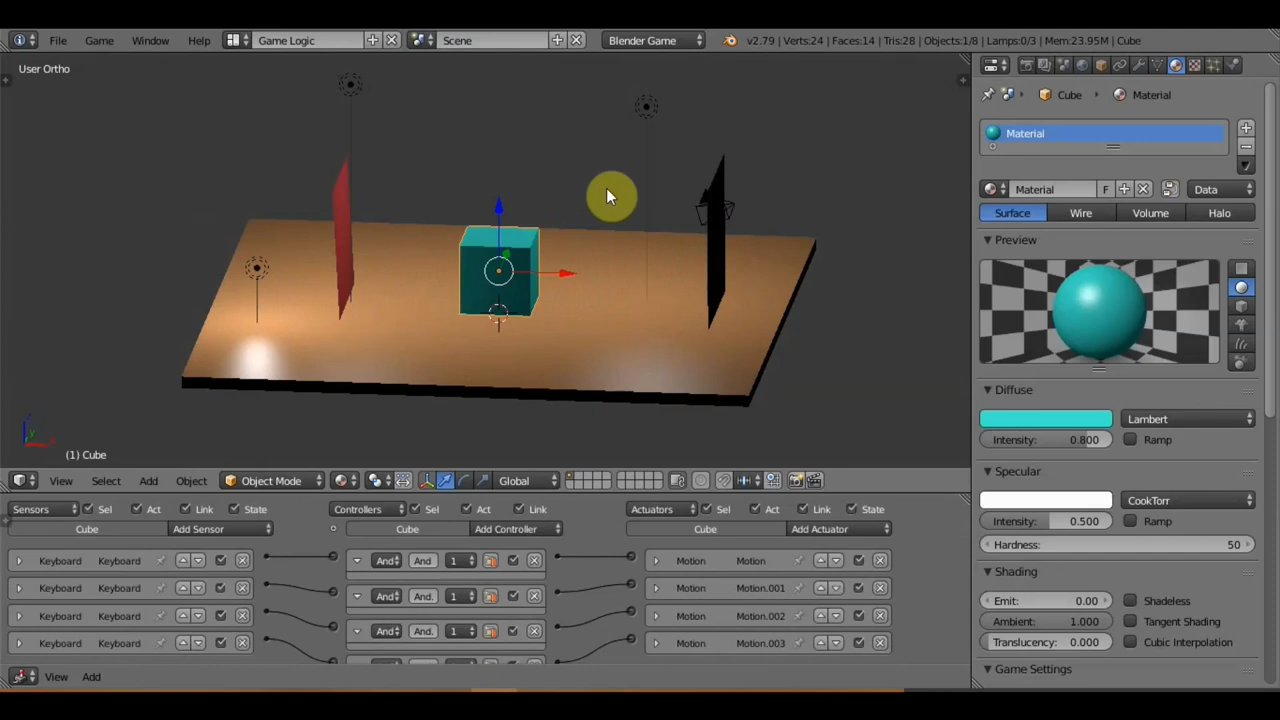 File Game Window Help Game Logic Scene Blender Game v2.79 | Verts:24 | Faces:14 | Tris:28 | Objects:1/8 | Lamps:0/3 | Mem:23.95M | Cube
User Ortho
Cube Material
Material
Material F Data
Surface Wire Volume Halo
Preview
Diffuse
Lambert
Intensity: 0.800 Ramp
Specular
CookTorr
Intensity: 0.500 Ramp
Hardness: 50
Shading
Emit: 0.00 Shadeless
Ambient: 1.000 Tangent Shading
Translucency: 0.000 Cubic Interpolation
Game Settings
(1) Cube
View Select Add Object Object Mode Global
Sensors Sel Act Link State Controllers Sel Act Link Actuators Sel Act Link State
Cube Add Sensor Cube Add Controller Cube Add Actuator
Keyboard Keyboard And And 1 Motion Motion
Keyboard Keyboard And And. 1 Motion Motion.001
Keyboard Keyboard And And. 1 Motion Motion.002
Keyboard Keyboard Motion Motion.003
View Add